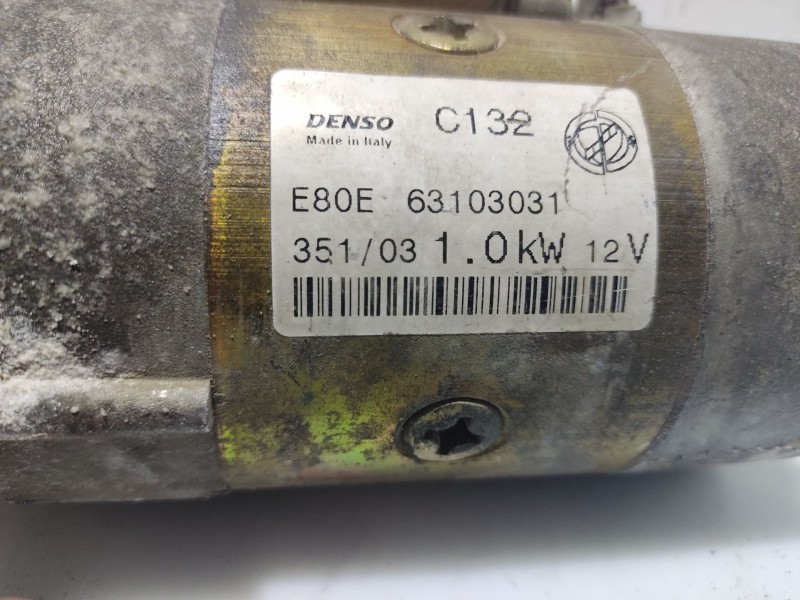 DENSO C132
Made in Italy
E80E 63103031
351/03 1.0kW 12V